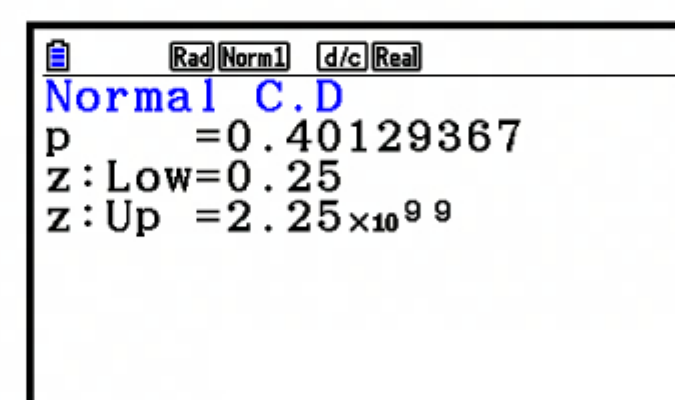 Rad Norm1 d/c Real
Normal C.D
p =0.40129367
z:Low=0.25
z:Up =2.25×10⁹⁹